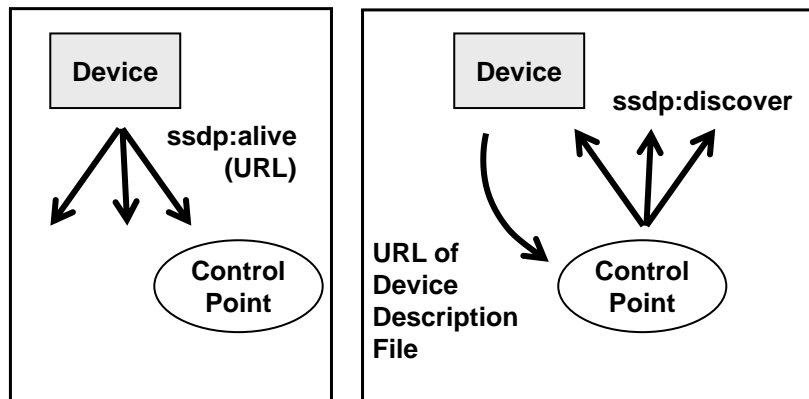 Device
ssdp:alive
(URL)
Control
Point
Device
ssdp:discover
URL of
Device
Description
File
Control
Point